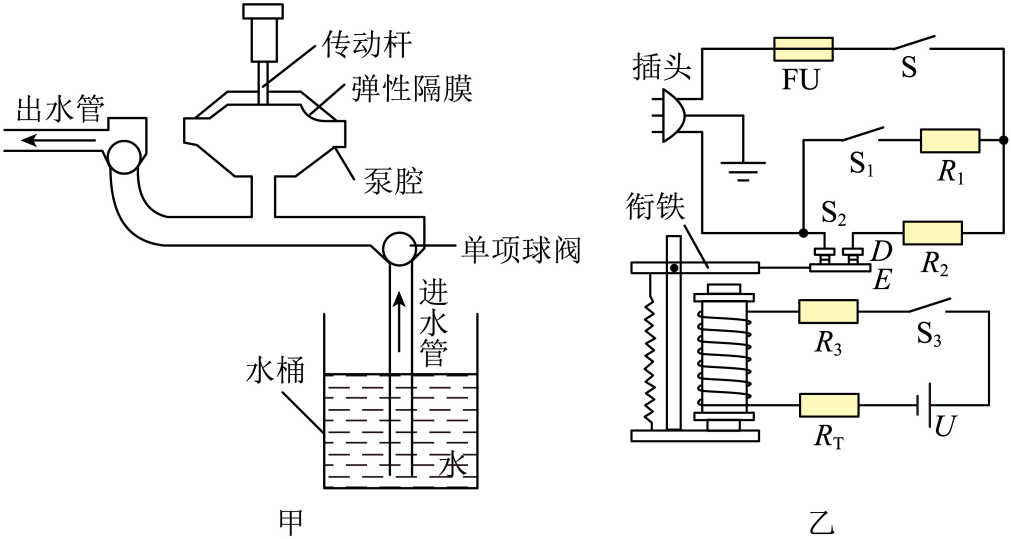 传动杆
弹性隔膜
出水管
泵腔
单项球阀
进水管
水桶
水
甲
插头
FU
S
S₁
R₁
衔铁
S₂
D
E
R₂
R₃
S₃
R_T
U
乙